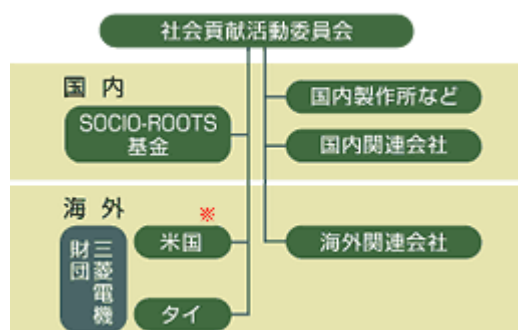 社会貢献活動委員会
国内
SOCIO-ROOTS
基金
国内製作所など
国内関連会社
海外
※
三菱電機
財団
米国
海外関連会社
タイ